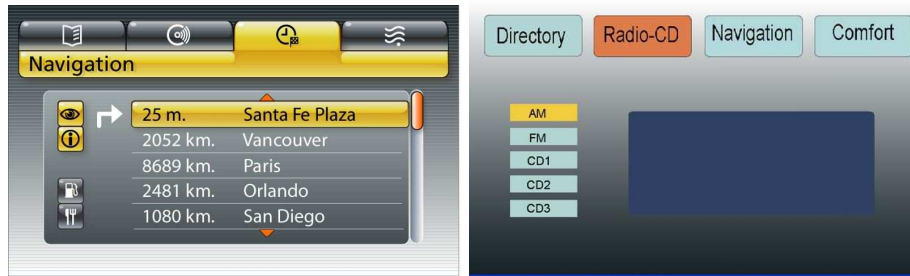 Navigation
25 m. Santa Fe Plaza
2052 km. Vancouver
8689 km. Paris
2481 km. Orlando
1080 km. San Diego
Directory Radio-CD Navigation Comfort
AM
FM
CD1
CD2
CD3